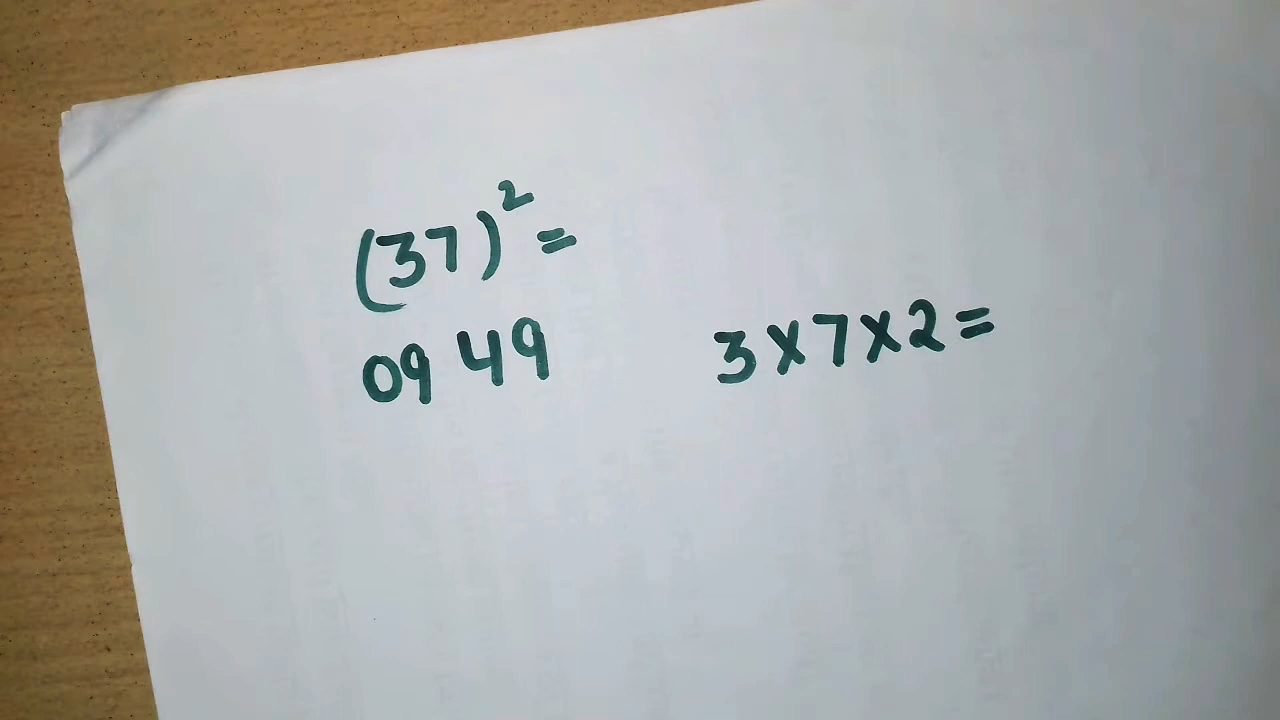 (37)²=
09 49
3x7x2=